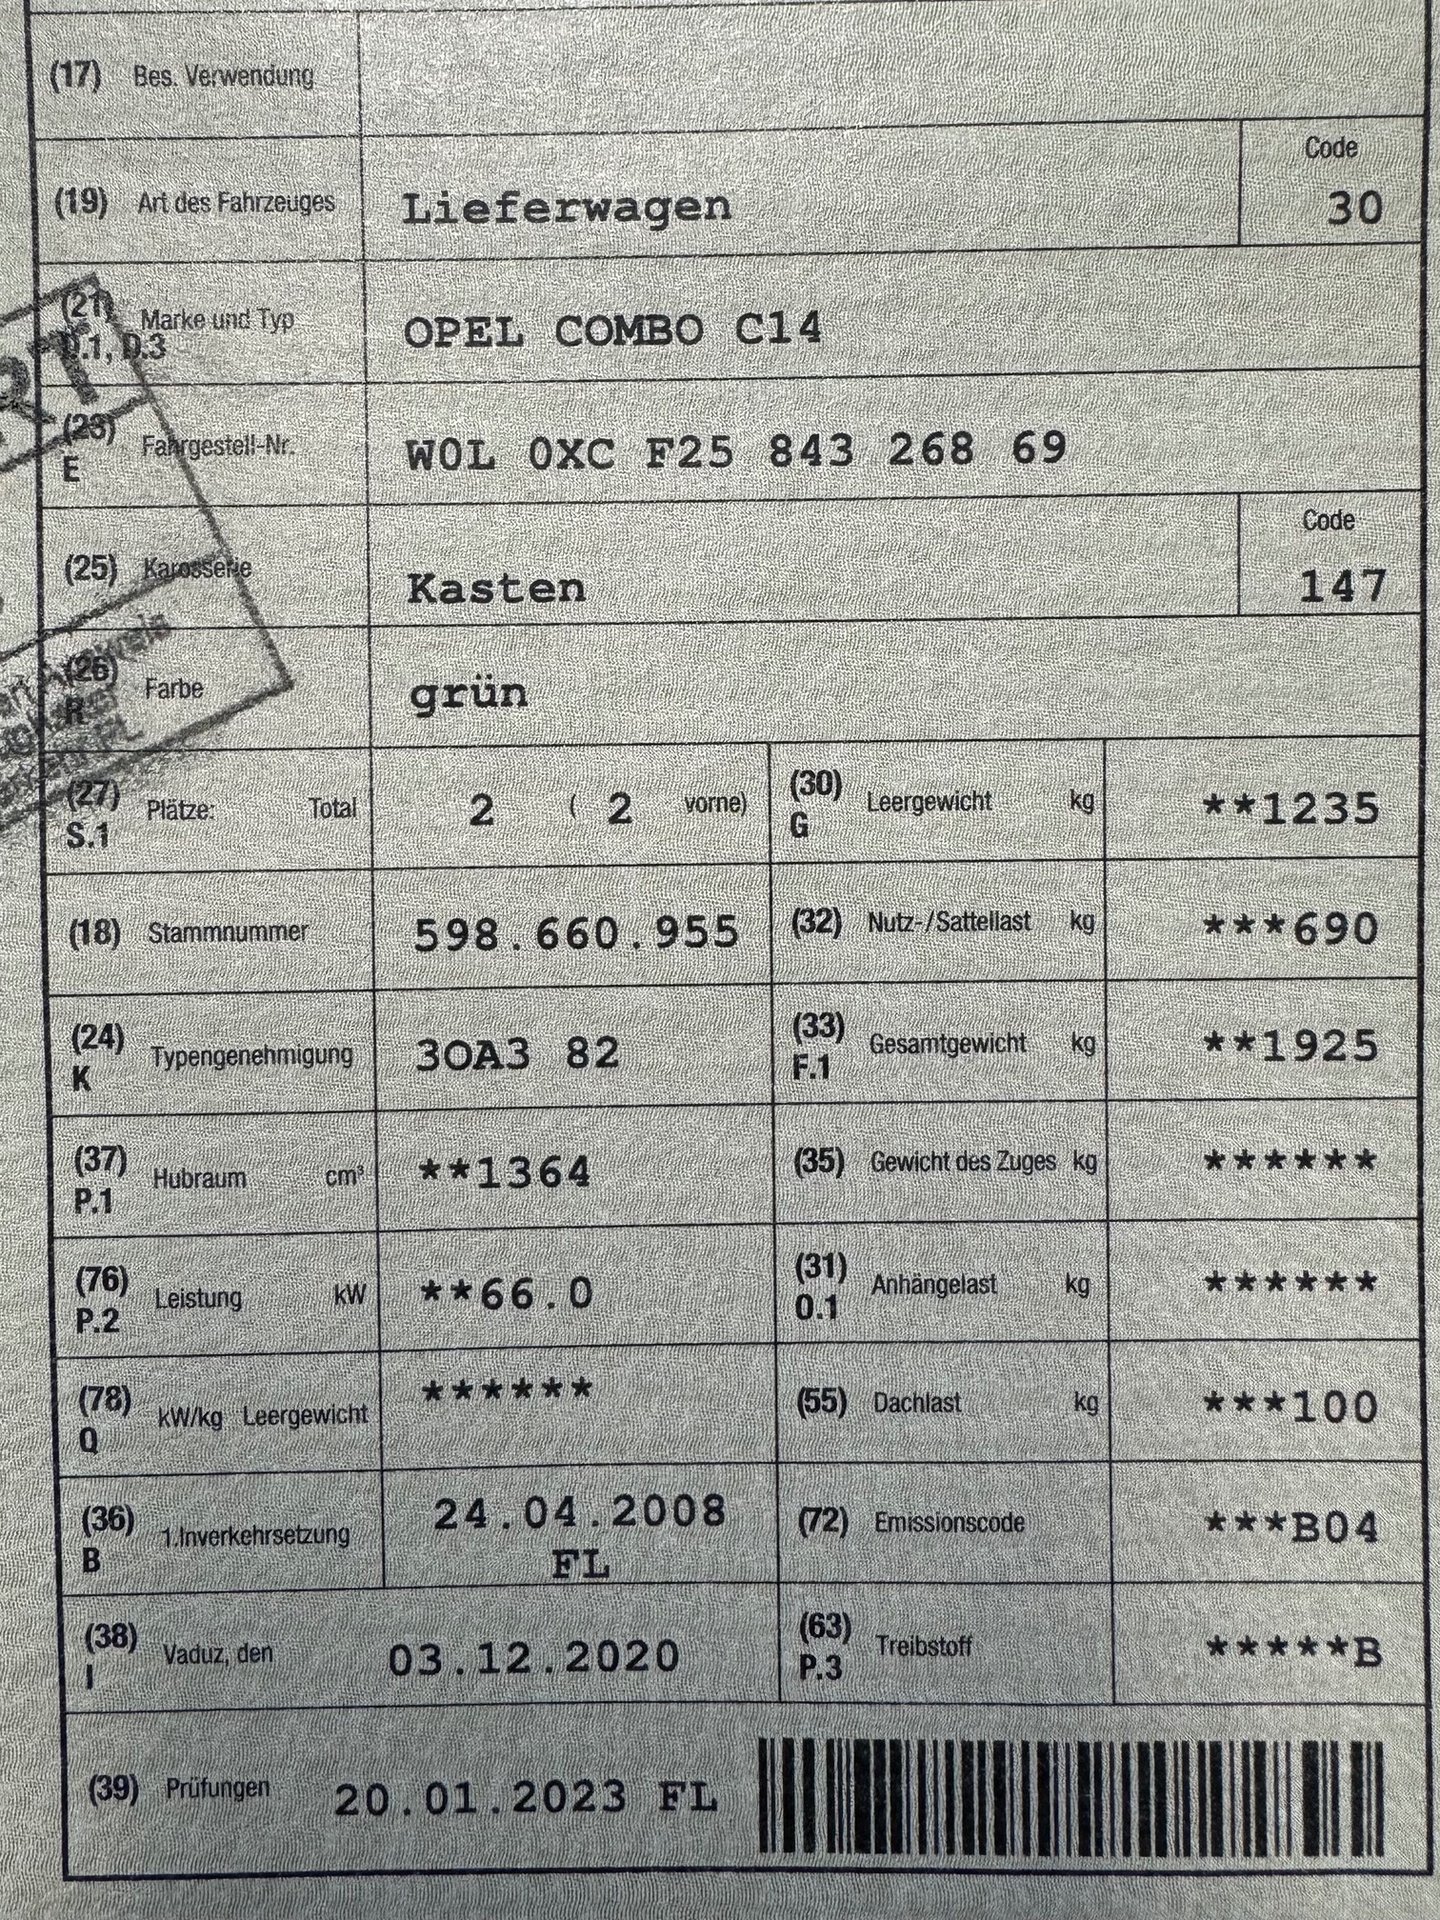 (17) Bes. Verwendung
Code
(19) Art des Fahrzeuges Lieferwagen 30
(21) Marke und Typ OPEL COMBO C14
D.1, D.3
(23) Fahrgestell-Nr. W0L 0XC F25 843 268 69
E
Code
(25) Karosserie Kasten 147
(26) Farbe grün
R
(27) Plätze: Total 2 ( 2 vorne) (30) Leergewicht kg **1235
S.1 G
(18) Stammnummer 598.660.955 (32) Nutz-/Sattellast kg ***690
(24) Typengenehmigung 3OA3 82 (33) Gesamtgewicht kg **1925
K F.1
(37) Hubraum cm³ **1364 (35) Gewicht des Zuges kg ******
P.1
(76) Leistung kW **66.0 (31) Anhängelast kg ******
P.2 O.1
(78) kW/kg Leergewicht ****** (55) Dachlast kg ***100
Q
(36) 1.Inverkehrsetzung 24.04.2008 (72) Emissionscode ***B04
B FL
(38) Vaduz, den 03.12.2020 (63) Treibstoff *****B
I P.3
(39) Prüfungen 20.01.2023 FL